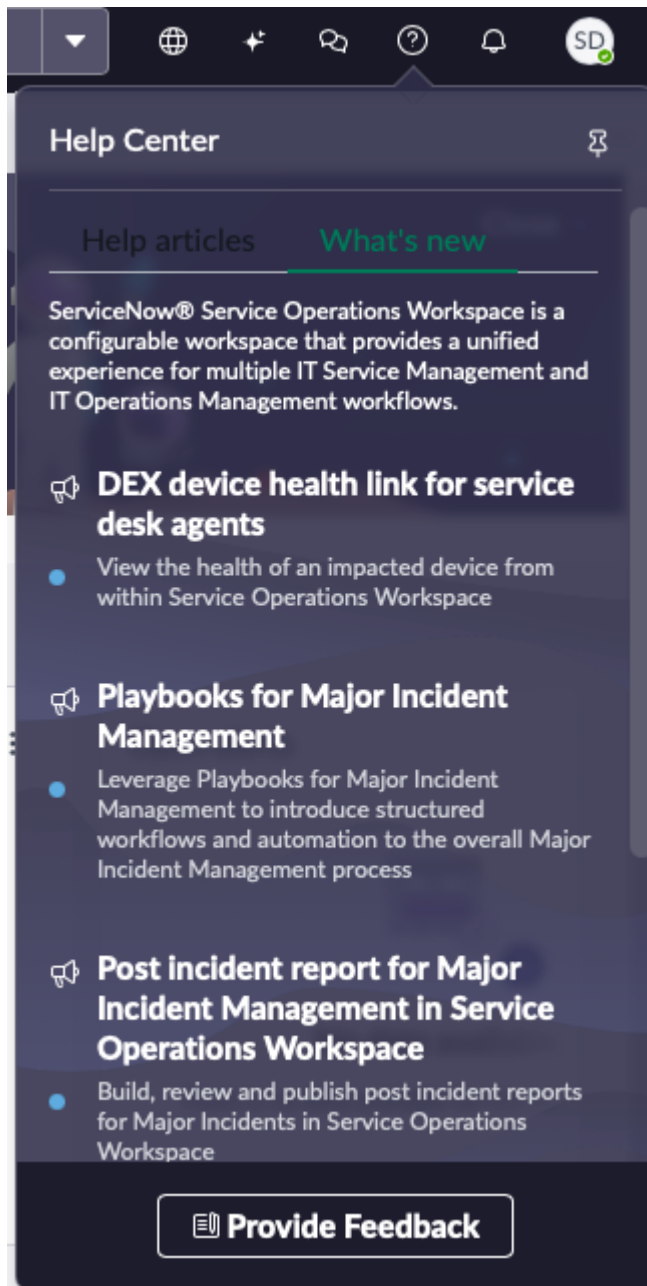 SD
Help Center
Help articles What's new
ServiceNow® Service Operations Workspace is a
configurable workspace that provides a unified
experience for multiple IT Service Management and
IT Operations Management workflows.
DEX device health link for service
desk agents
View the health of an impacted device from
within Service Operations Workspace
Playbooks for Major Incident
Management
Leverage Playbooks for Major Incident
Management to introduce structured
workflows and automation to the overall Major
Incident Management process
Post incident report for Major
Incident Management in Service
Operations Workspace
Build, review and publish post incident reports
for Major Incidents in Service Operations
Workspace
Provide Feedback